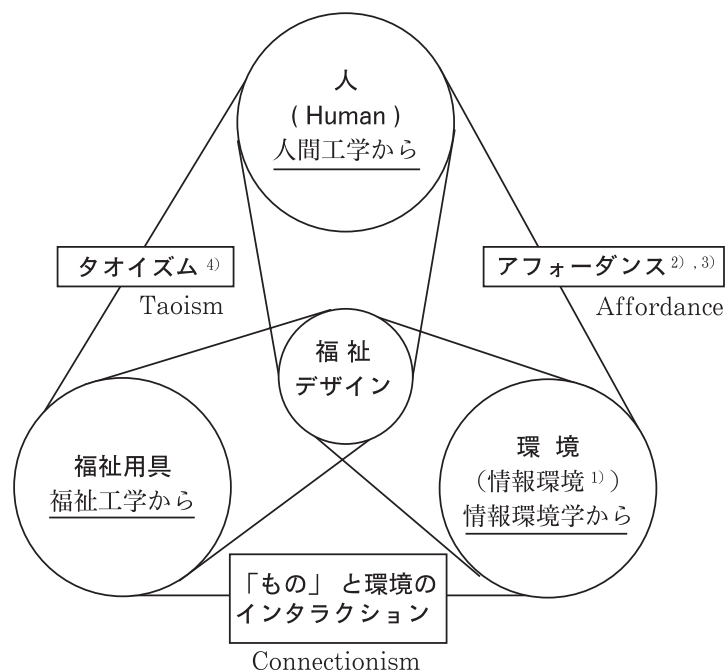 人
( Human )
人間工学から
タオイズム 4)
Taoism
アフォーダンス 2) , 3)
Affordance
福 祉
デザイン
福祉用具
福祉工学から
環 境
(情報環境 1) )
情報環境学から
「もの」 と環境の
インタラクション
Connectionism